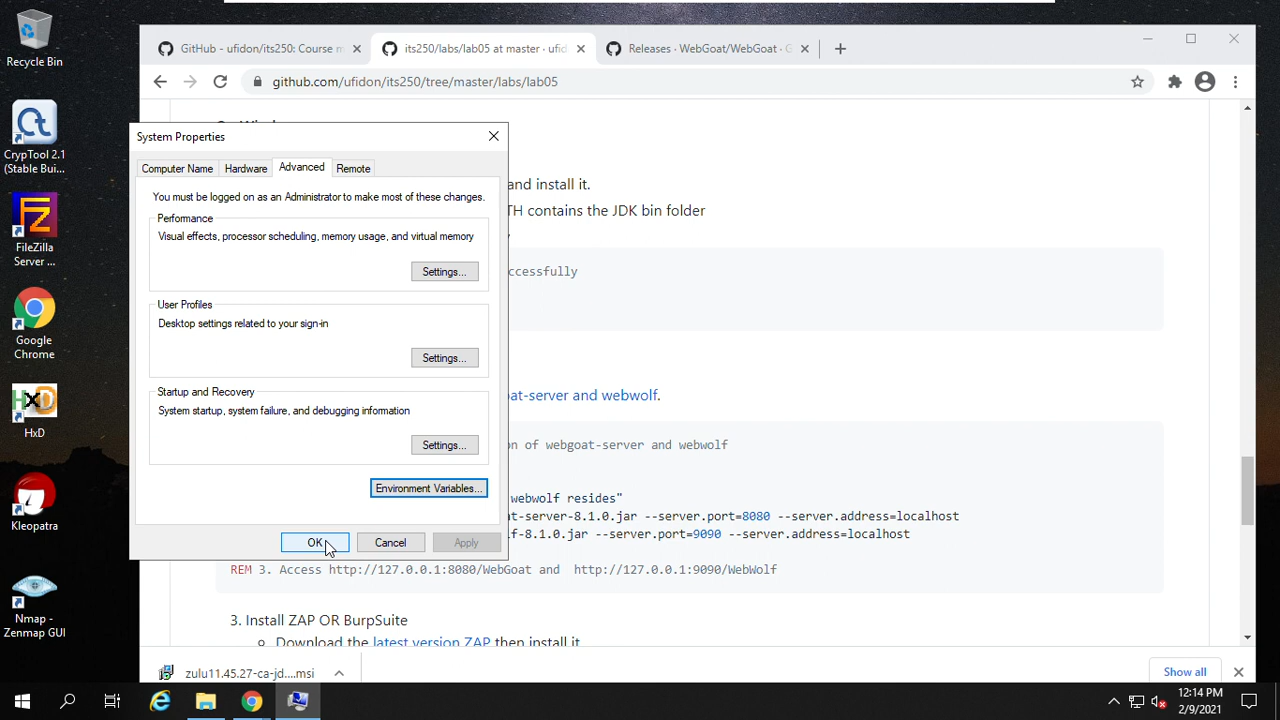 Recycle Bin
CrypTool 2.1
(Stable Bui...
FileZilla
Server ...
Google
Chrome
HxD
Kleopatra
Nmap -
Zenmap GUI
GitHub - ufidon/its250: Course m
its250/labs/lab05 at master · ufid
Releases · WebGoat/WebGoat · G
github.com/ufidon/its250/tree/master/labs/lab05
System Properties
Computer Name
Hardware
Advanced
Remote
You must be logged on as an Administrator to make most of these changes.
Performance
Visual effects, processor scheduling, memory usage, and virtual memory
Settings...
User Profiles
Desktop settings related to your sign-in
Settings...
Startup and Recovery
System startup, system failure, and debugging information
Settings...
Environment Variables...
OK
Cancel
Apply
and install it.
TH contains the JDK bin folder
ccessfully
at-server and webwolf.
n of webgoat-server and webwolf
webwolf resides"
t-server-8.1.0.jar --server.port=8080 --server.address=localhost
f-8.1.0.jar --server.port=9090 --server.address=localhost
REM 3. Access http://127.0.0.1:8080/WebGoat and http://127.0.0.1:9090/WebWolf
3. Install ZAP OR BurpSuite
Download the latest version ZAP then install it
zulu11.45.27-ca-jd....msi
Show all
12:14 PM
2/9/2021